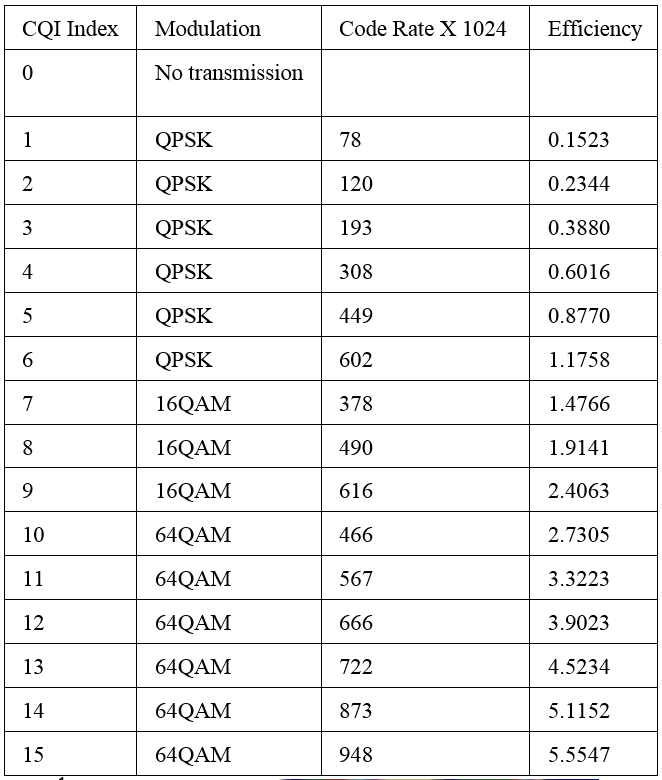 CQI Index Modulation Code Rate X 1024 Efficiency
0 No transmission
1 QPSK 78 0.1523
2 QPSK 120 0.2344
3 QPSK 193 0.3880
4 QPSK 308 0.6016
5 QPSK 449 0.8770
6 QPSK 602 1.1758
7 16QAM 378 1.4766
8 16QAM 490 1.9141
9 16QAM 616 2.4063
10 64QAM 466 2.7305
11 64QAM 567 3.3223
12 64QAM 666 3.9023
13 64QAM 722 4.5234
14 64QAM 873 5.1152
15 64QAM 948 5.5547